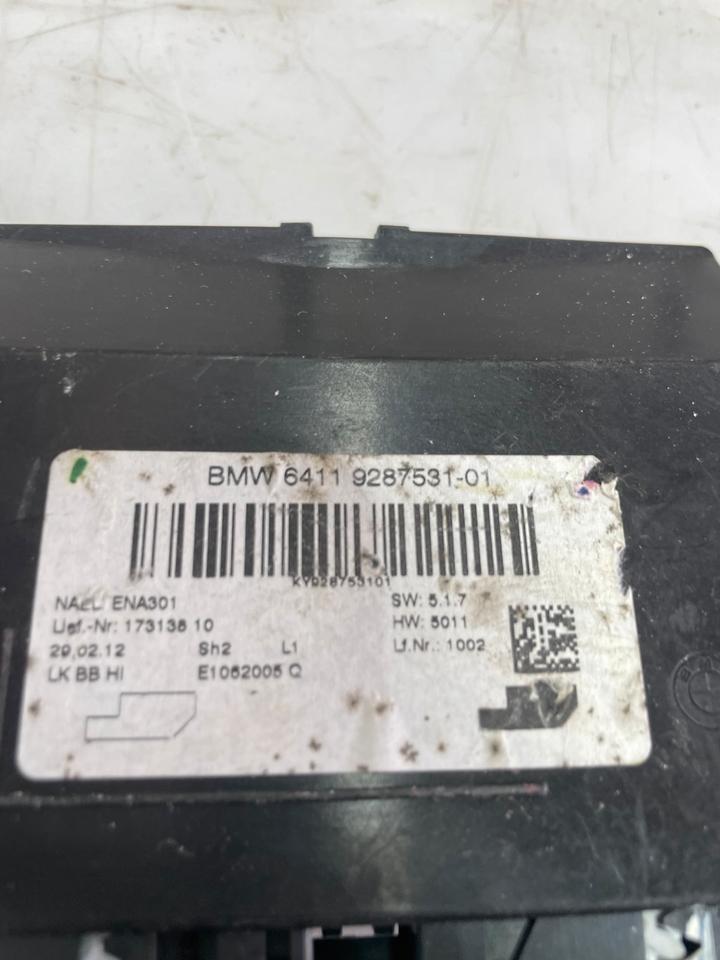 BMW 6411 9287531-01
KY928753101
NAEL: ENA301 SW: 5.1.7
Lief.-Nr: 173138 10 HW: 5011
29.02.12 Sh2 L1 Lf.Nr.: 1002
LK BB HI E1062005 Q